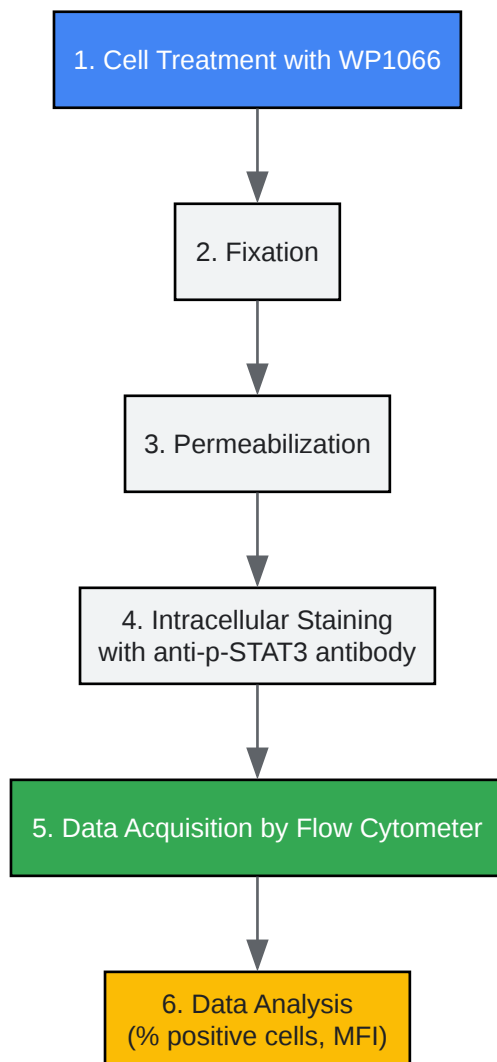 1. Cell Treatment with WP1066
2. Fixation
3. Permeabilization
4. Intracellular Staining
with anti-p-STAT3 antibody
5. Data Acquisition by Flow Cytometer
6. Data Analysis
(% positive cells, MFI)